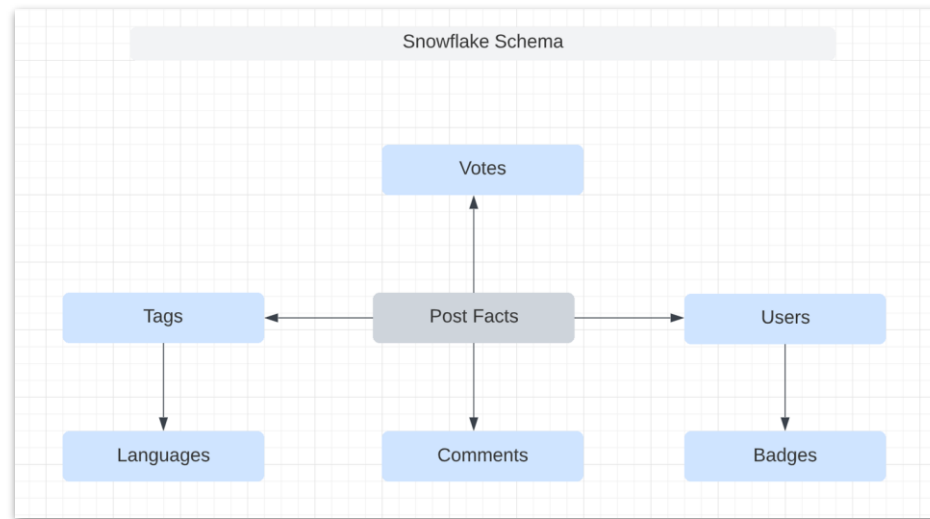 Snowflake Schema
Votes
Tags
Post Facts
Users
Languages
Comments
Badges